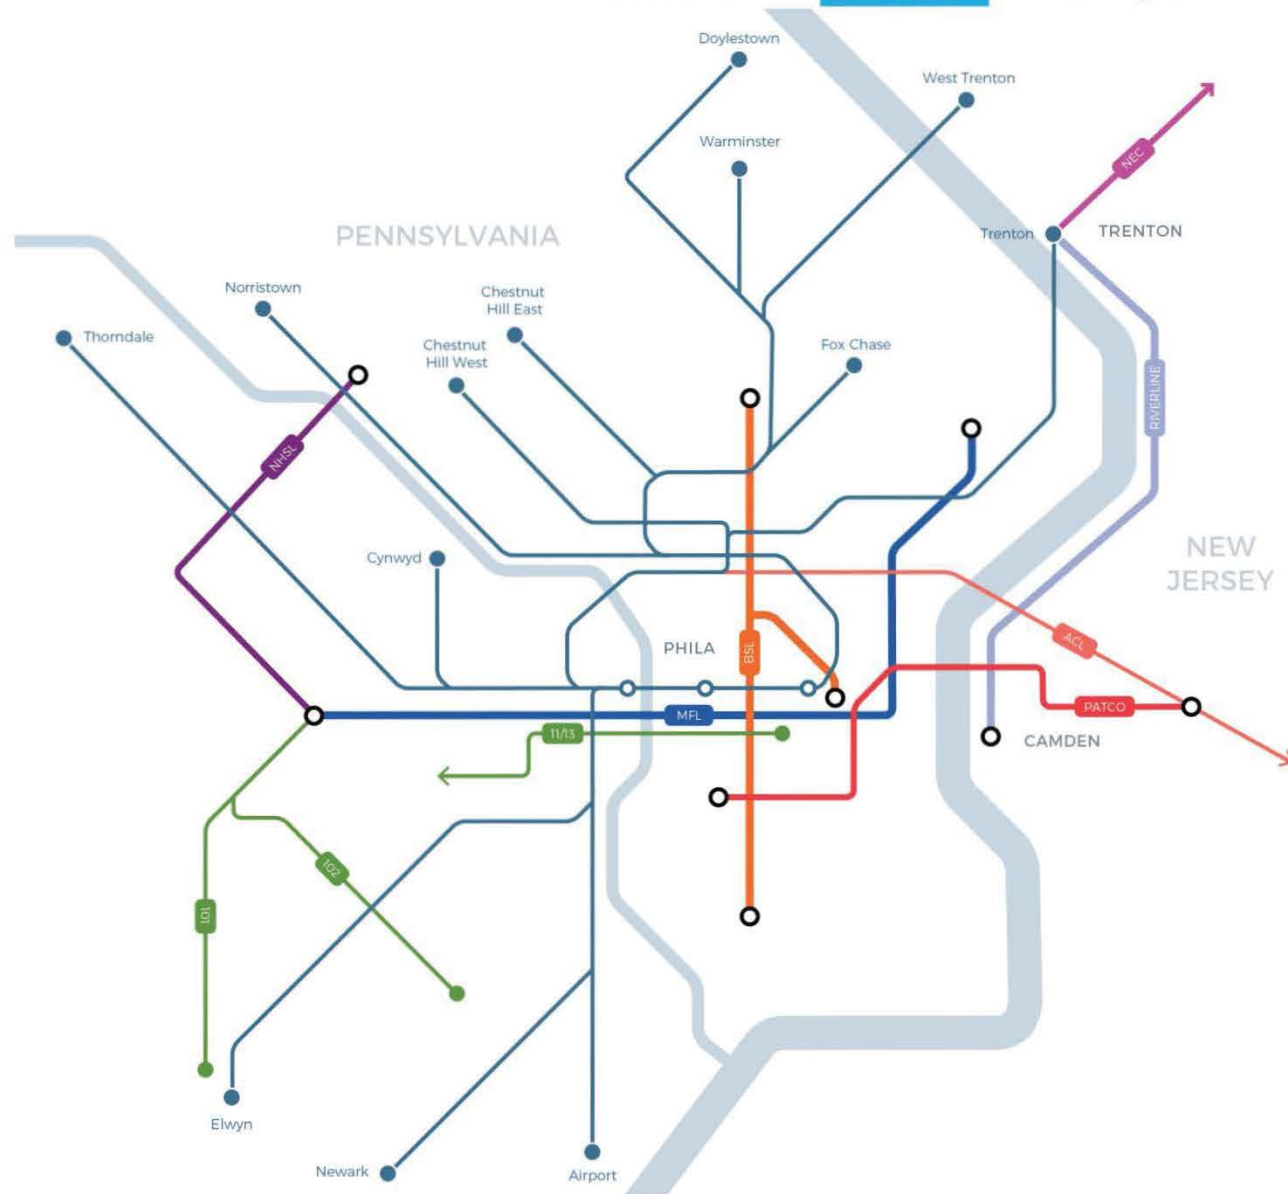 Doylestown
West Trenton
Warminster
NEC
PENNSYLVANIA
Trenton
TRENTON
Norristown
Chestnut
Hill East
Thorndale
Chestnut
Hill West
Fox Chase
RIVERLINE
NHSL
Cynwyd
NEW
JERSEY
PHILA
BSL
ACL
MFL
PATCO
11/13
CAMDEN
102
101
Elwyn
Newark
Airport